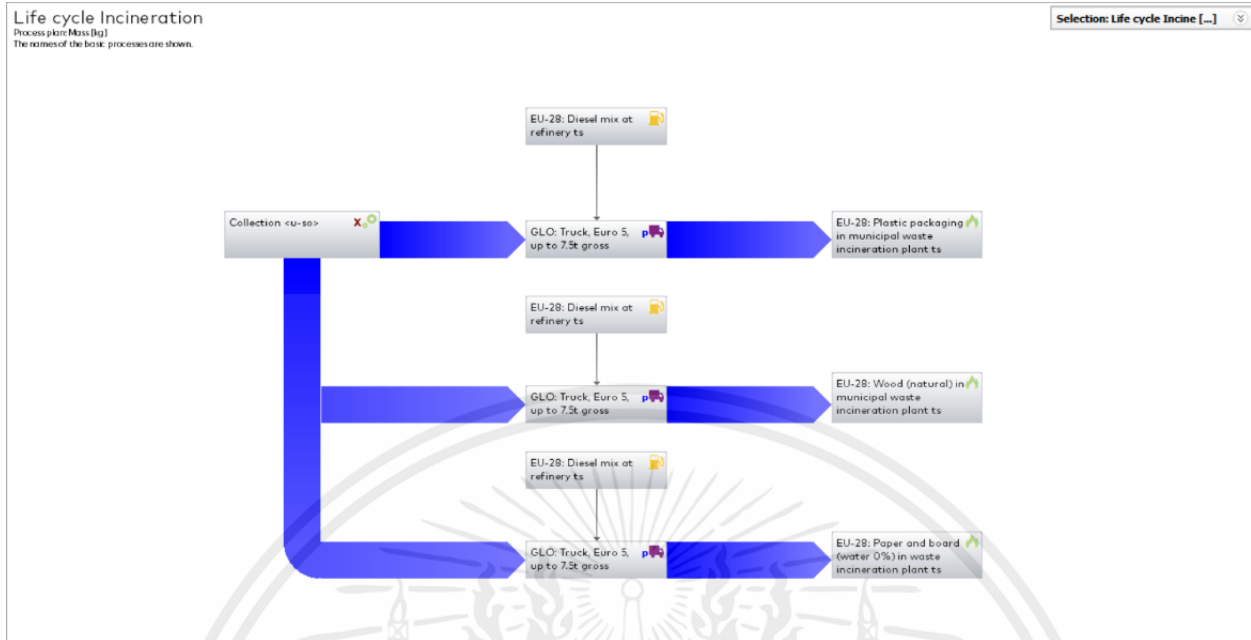 Life cycle Incineration
Process plan: Mass [kg]
The names of the basic processes are shown.
Selection: Life cycle Incine [...]
EU-28: Diesel mix at
refinery ts
Collection <u-so>
X
GLO: Truck, Euro 5,
up to 7.5t gross
p
EU-28: Plastic packaging
in municipal waste
incineration plant ts
EU-28: Diesel mix at
refinery ts
GLO: Truck, Euro 5,
up to 7.5t gross
p
EU-28: Wood (natural) in
municipal waste
incineration plant ts
EU-28: Diesel mix at
refinery ts
GLO: Truck, Euro 5,
up to 7.5t gross
p
EU-28: Paper and board
(water 0%) in waste
incineration plant ts